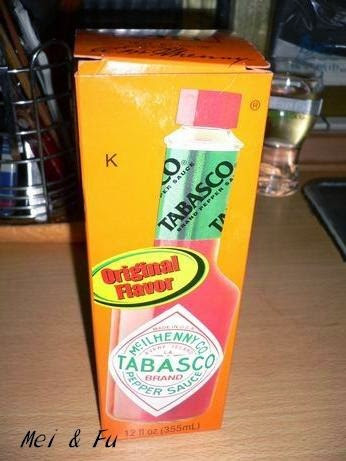 McIlhenny
®
K
TABASCO
BRAND PEPPER SAUCE
Original
Flavor
MADE IN U.S.A.
McILHENNY CO.
AVERY ISLAND
LA.
TABASCO
BRAND
PEPPER SAUCE
12 fl oz (355mL)
Mei & Fu